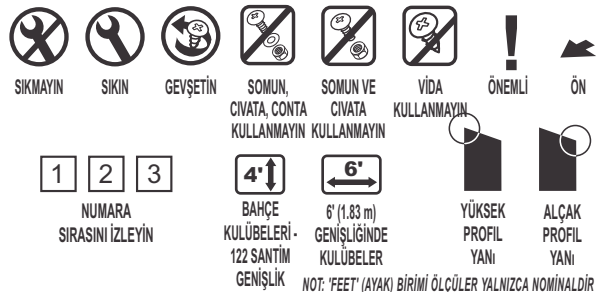 SIKMAYIN
SIKIN
GEVŞETİN
SOMUN,
CIVATA, CONTA
KULLANMAYIN
SOMUN VE
CIVATA
KULLANMAYIN
VİDA
KULLANMAYIN
ÖNEMLİ
ÖN
1 2 3
NUMARA
SIRASINI İZLEYİN
4'
BAHÇE
KULÜBELERİ -
122 SANTİM
GENİŞLİK
6'
6' (1.83 m)
GENİŞLİĞİNDE
KULÜBELER
YÜKSEK
PROFIL
YANI
ALÇAK
PROFIL
YANI
NOT: 'FEET' (AYAK) BİRİMİ ÖLÇÜLER YALNIZCA NOMİNALDİR